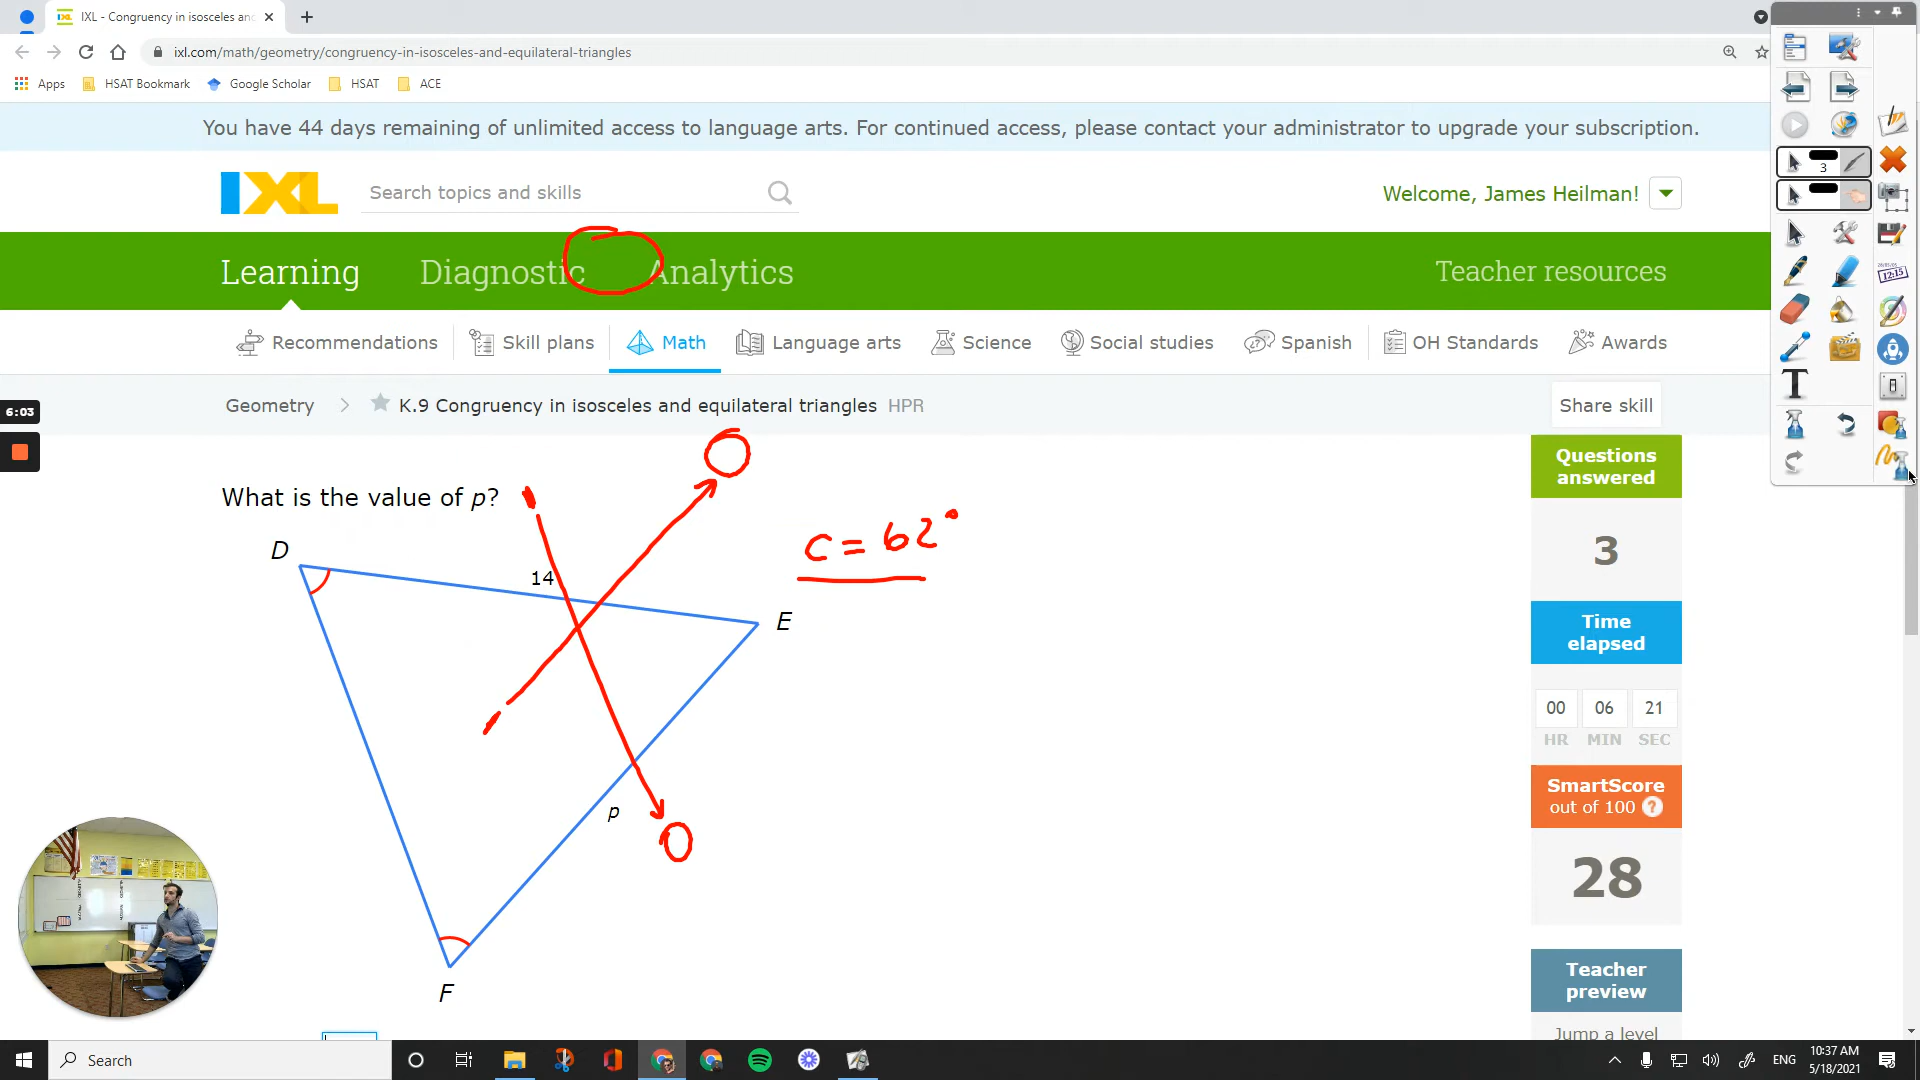 IXL - Congruency in isosceles and
ixl.com/math/geometry/congruency-in-isosceles-and-equilateral-triangles
Apps HSAT Bookmark Google Scholar HSAT ACE
You have 44 days remaining of unlimited access to language arts. For continued access, please contact your administrator to upgrade your subscription.
IXL
Search topics and skills
Welcome, James Heilman!
Learning Diagnostic Analytics Teacher resources
Recommendations Skill plans Math Language arts Science Social studies Spanish OH Standards Awards
Geometry > K.9 Congruency in isosceles and equilateral triangles HPR
Share skill
6:03
What is the value of p?
D
14
E
p
F
c = 62°
Questions answered
3
Time elapsed
00 06 21
HR MIN SEC
SmartScore
out of 100 ?
28
Teacher preview
Jump a level
3
12:15
T
Search
ENG
10:37 AM
5/18/2021